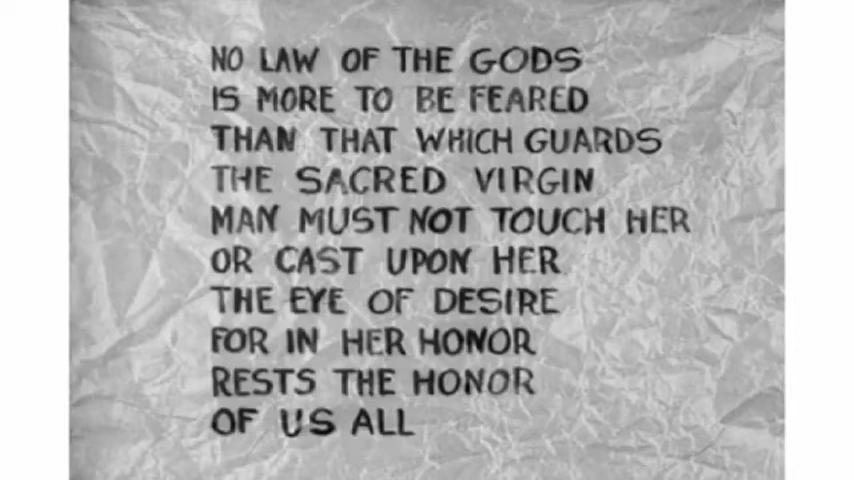 NO LAW OF THE GODS
IS MORE TO BE FEARED
THAN THAT WHICH GUARDS
THE SACRED VIRGIN
MAN MUST NOT TOUCH HER
OR CAST UPON HER
THE EYE OF DESIRE
FOR IN HER HONOR
RESTS THE HONOR
OF US ALL